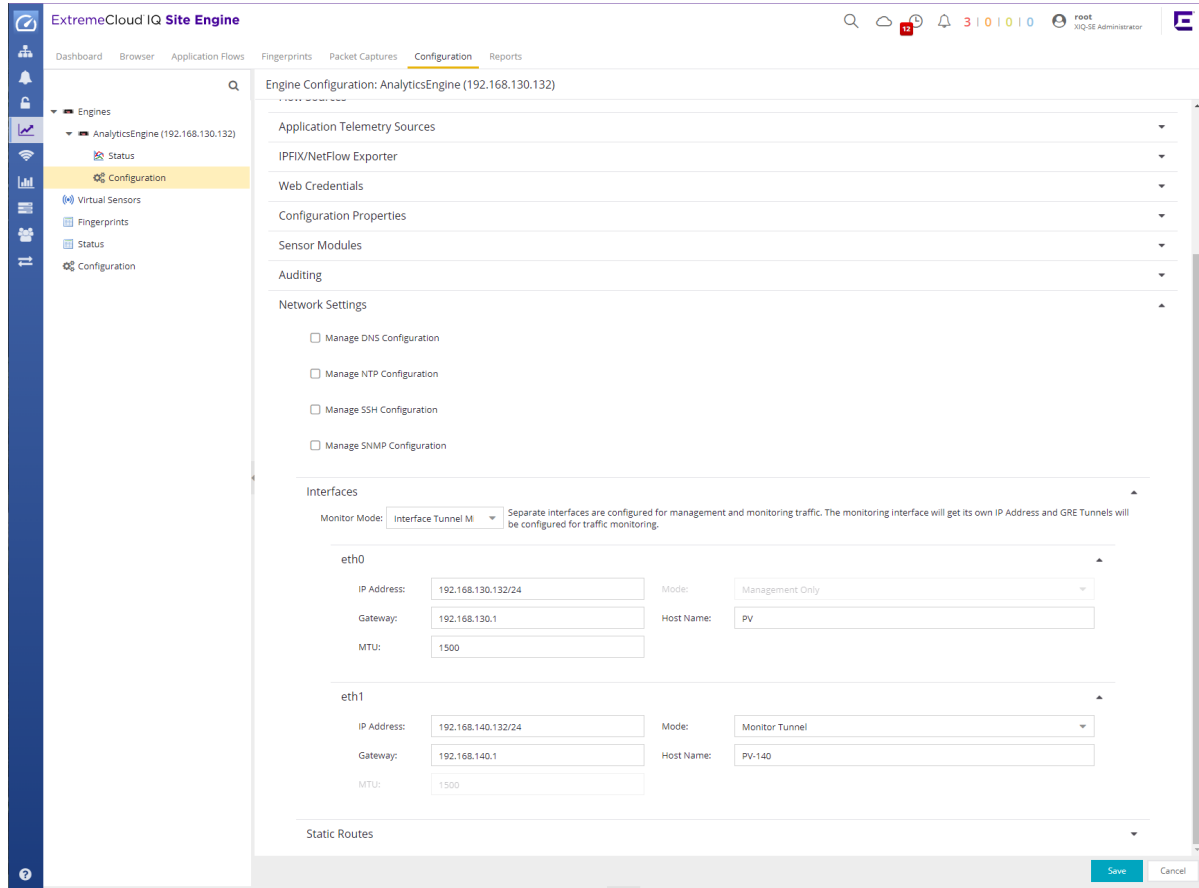 ExtremeCloud IQ Site Engine
12
3 | 0 | 0 | 0
root
XIQ-SE Administrator
Dashboard Browser Application Flows Fingerprints Packet Captures Configuration Reports
Engine Configuration: AnalyticsEngine (192.168.130.132)
Engines
AnalyticsEngine (192.168.130.132)
Status
Configuration
Virtual Sensors
Fingerprints
Status
Configuration
Flow Sources
Application Telemetry Sources
IPFIX/NetFlow Exporter
Web Credentials
Configuration Properties
Sensor Modules
Auditing
Network Settings
Manage DNS Configuration
Manage NTP Configuration
Manage SSH Configuration
Manage SNMP Configuration
Interfaces
Monitor Mode: Interface Tunnel M Separate interfaces are configured for management and monitoring traffic. The monitoring interface will get its own IP Address and GRE Tunnels will
be configured for traffic monitoring.
eth0
IP Address: 192.168.130.132/24 Mode: Management Only
Gateway: 192.168.130.1 Host Name: PV
MTU: 1500
eth1
IP Address: 192.168.140.132/24 Mode: Monitor Tunnel
Gateway: 192.168.140.1 Host Name: PV-140
MTU: 1500
Static Routes
Save Cancel